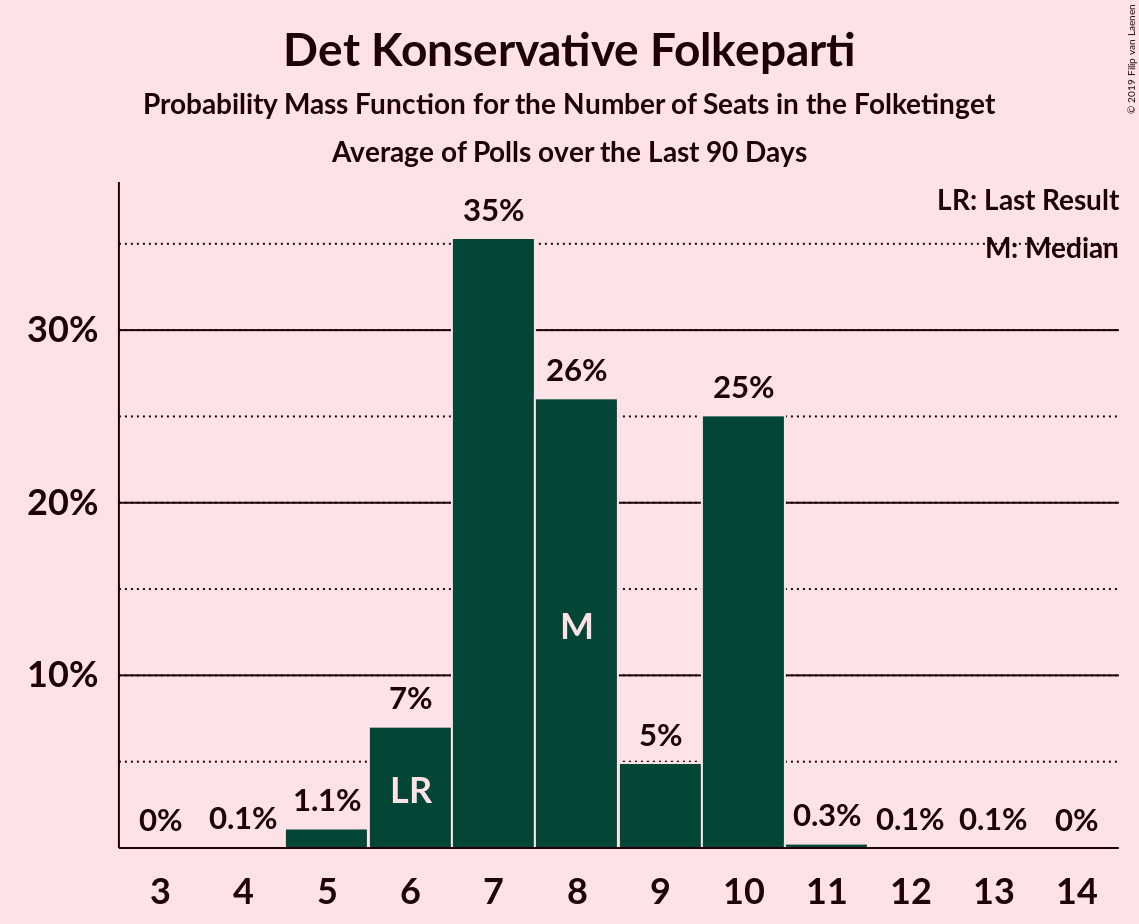 Det Konservative Folkeparti
Probability Mass Function for the Number of Seats in the Folketinget
Average of Polls over the Last 90 Days
© 2019 Filip van Laenen
LR: Last Result
M: Median
35%
30%
26%
25%
20%
M
10%
7%
5%
LR
1.1%
0%
0.1%
0.3%
0.1%
0.1%
0%
3 4 5 6 7 8 9 10 11 12 13 14